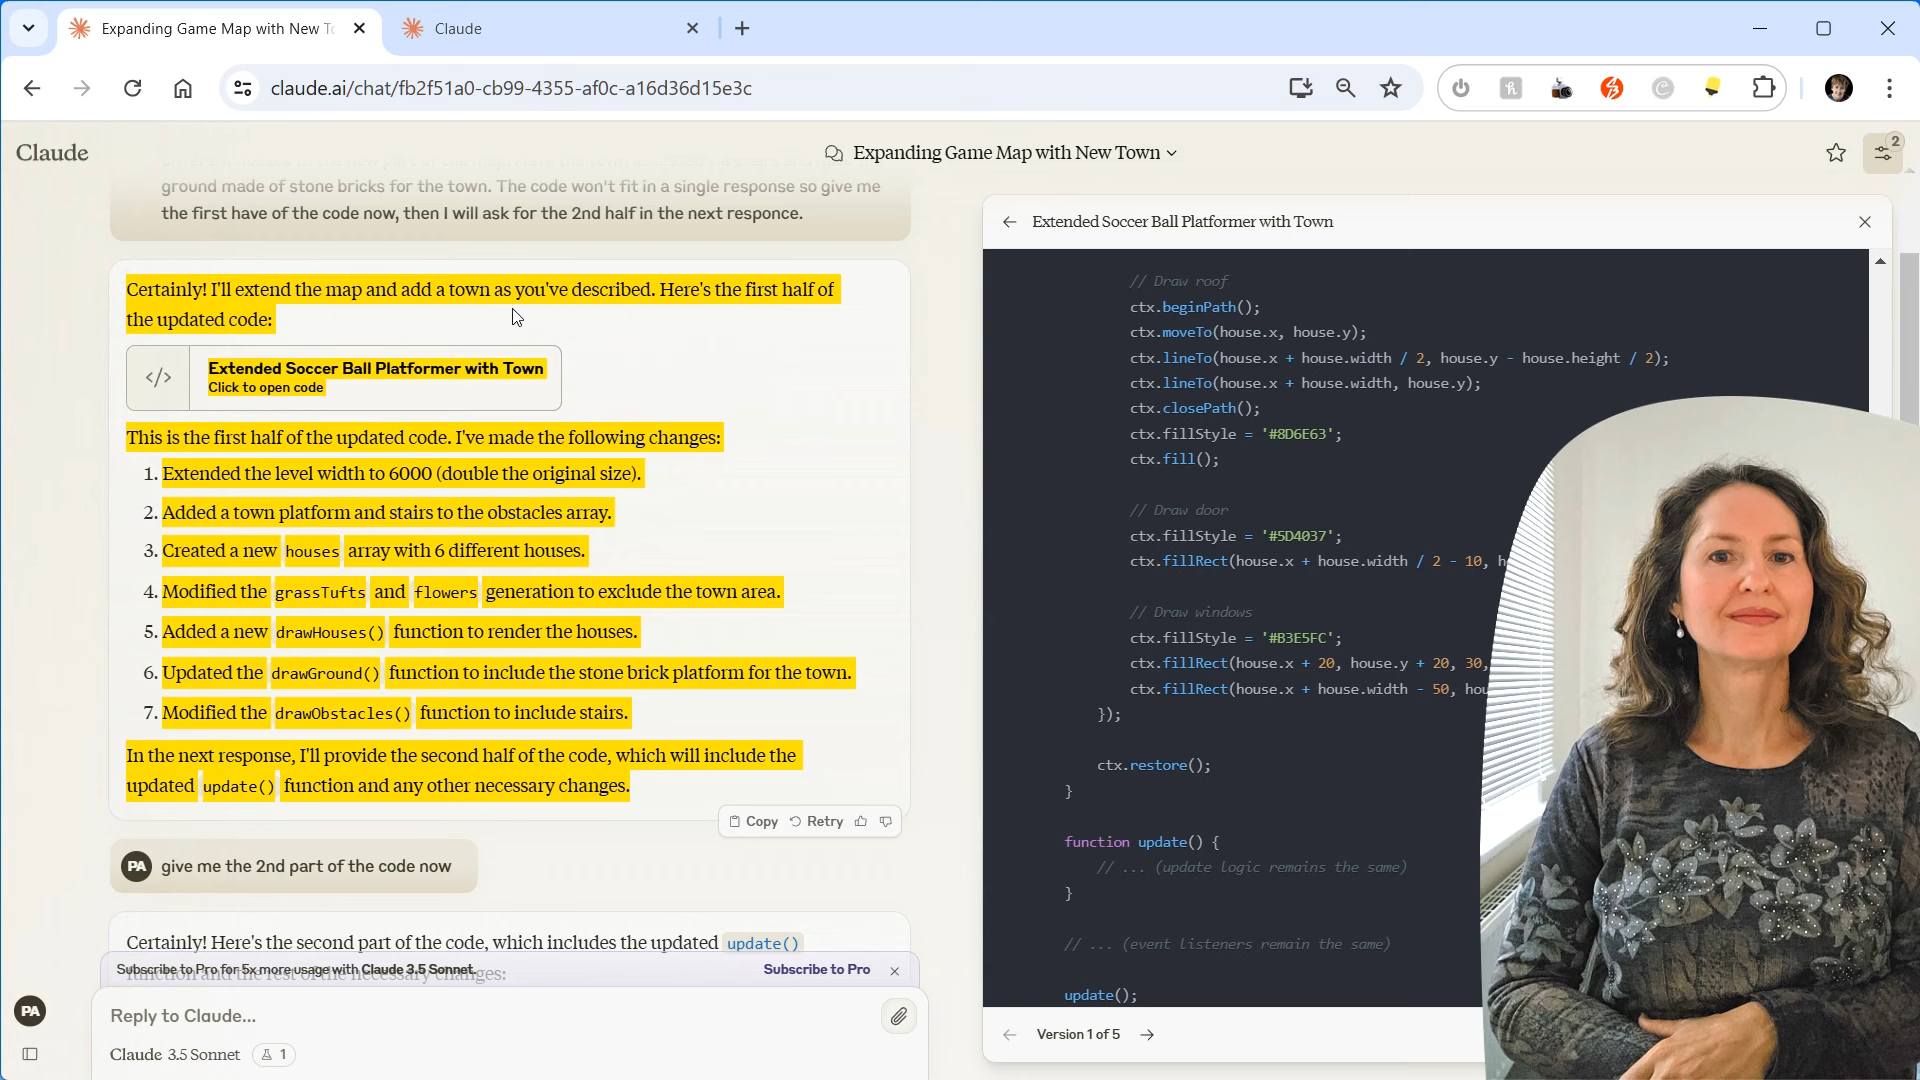 Expanding Game Map with New To
Claude
claude.ai/chat/fb2f51a0-cb99-4355-af0c-a16d36d15e3c
Claude
Expanding Game Map with New Town
2
ground made of stone bricks for the town. The code won't fit in a single response so give me
the first have of the code now, then I will ask for the 2nd half in the next responce.
Certainly! I'll extend the map and add a town as you've described. Here's the first half of
the updated code:
</>
Extended Soccer Ball Platformer with Town
Click to open code
This is the first half of the updated code. I've made the following changes:
1. Extended the level width to 6000 (double the original size).
2. Added a town platform and stairs to the obstacles array.
3. Created a new houses array with 6 different houses.
4. Modified the grassTufts and flowers generation to exclude the town area.
5. Added a new drawHouses() function to render the houses.
6. Updated the drawGround() function to include the stone brick platform for the town.
7. Modified the drawObstacles() function to include stairs.
In the next response, I'll provide the second half of the code, which will include the
updated update() function and any other necessary changes.
Copy Retry
PA give me the 2nd part of the code now
Certainly! Here's the second part of the code, which includes the updated update()
function and the rest of the necessary changes:
Subscribe to Pro for 5x more usage with Claude 3.5 Sonnet.
Subscribe to Pro
PA
Reply to Claude...
Claude 3.5 Sonnet
1
Extended Soccer Ball Platformer with Town
// Draw roof
ctx.beginPath();
ctx.moveTo(house.x, house.y);
ctx.lineTo(house.x + house.width / 2, house.y - house.height / 2);
ctx.lineTo(house.x + house.width, house.y);
ctx.closePath();
ctx.fillStyle = '#8D6E63';
ctx.fill();
// Draw door
ctx.fillStyle = '#5D4037';
ctx.fillRect(house.x + house.width / 2 - 10, h
// Draw windows
ctx.fillStyle = '#B3E5FC';
ctx.fillRect(house.x + 20, house.y + 20, 30,
ctx.fillRect(house.x + house.width - 50, hou
});
ctx.restore();
}
function update() {
// ... (update logic remains the same)
}
// ... (event listeners remain the same)
update();
Version 1 of 5